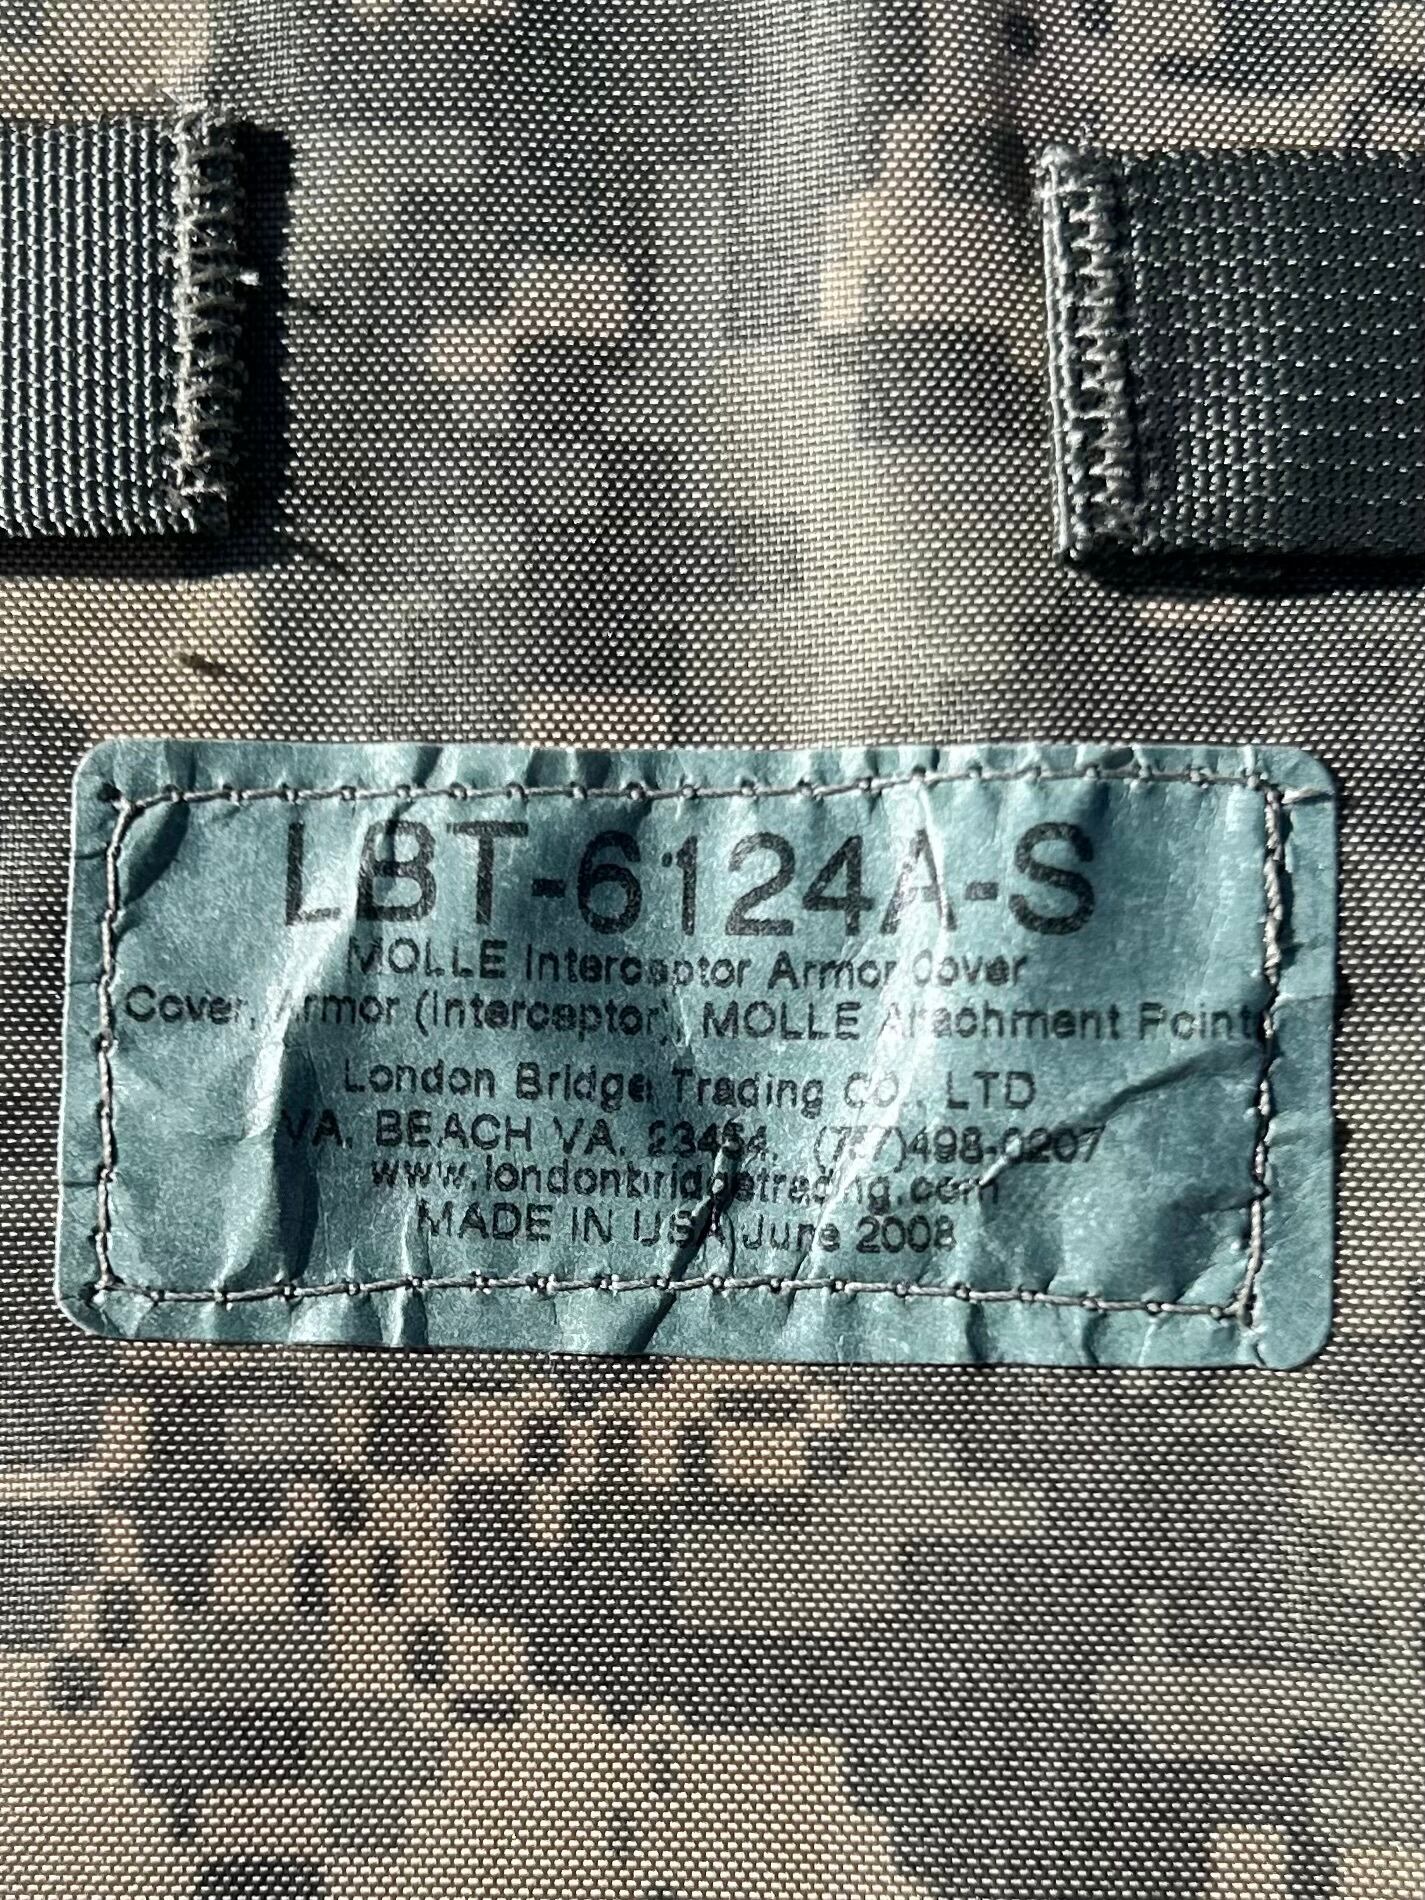 LBT-6124A-S
MOLLE Interceptor Armor Cover
Cover, Armor (Interceptor), MOLLE Attachment Point
London Bridge Trading CO., LTD
VA. BEACH VA. 23454. (757)498-0207
www.londonbridgetrading.com
MADE IN USA June 2008